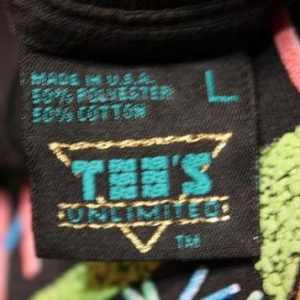 MADE IN U.S.A.
50% POLYESTER L
50% COTTON
TEE'S
UNLIMITED
TM